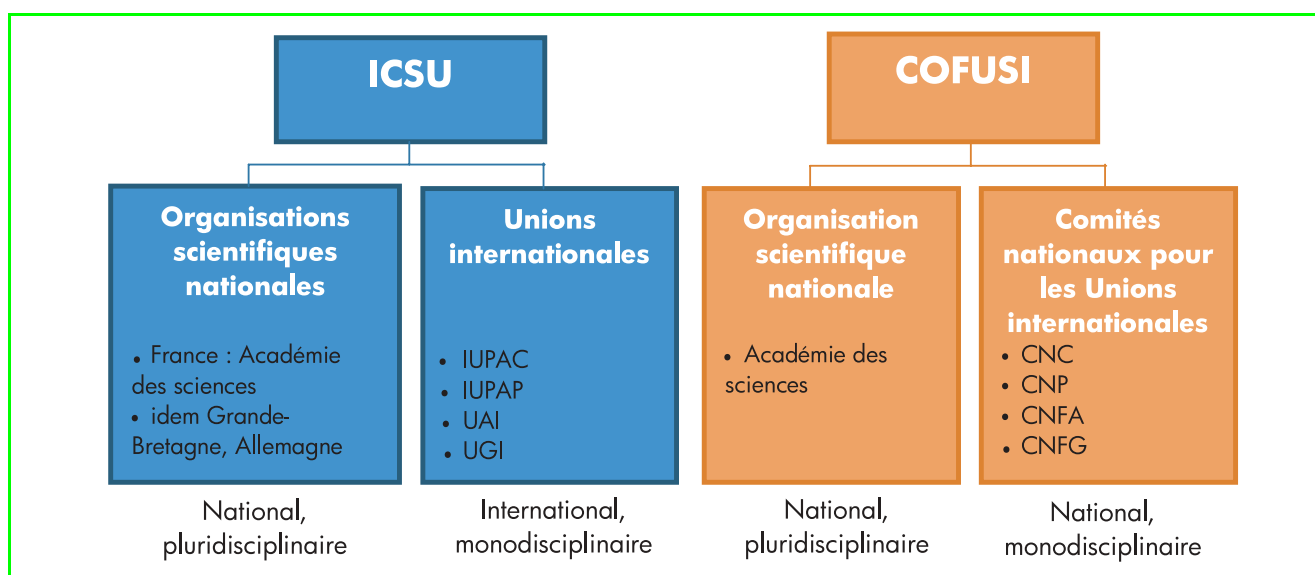 ICSU
COFUSI
Organisations
scientifiques
nationales
• France : Académie
des sciences
• idem Grande-
Bretagne, Allemagne
National,
pluridisciplinaire
Unions
internationales
• IUPAC
• IUPAP
• UAI
• UGI
International,
monodisciplinaire
Organisation
scientifique
nationale
• Académie des
sciences
National,
pluridisciplinaire
Comités
nationaux pour
les Unions
internationales
• CNC
• CNP
• CNFA
• CNFG
National,
monodisciplinaire